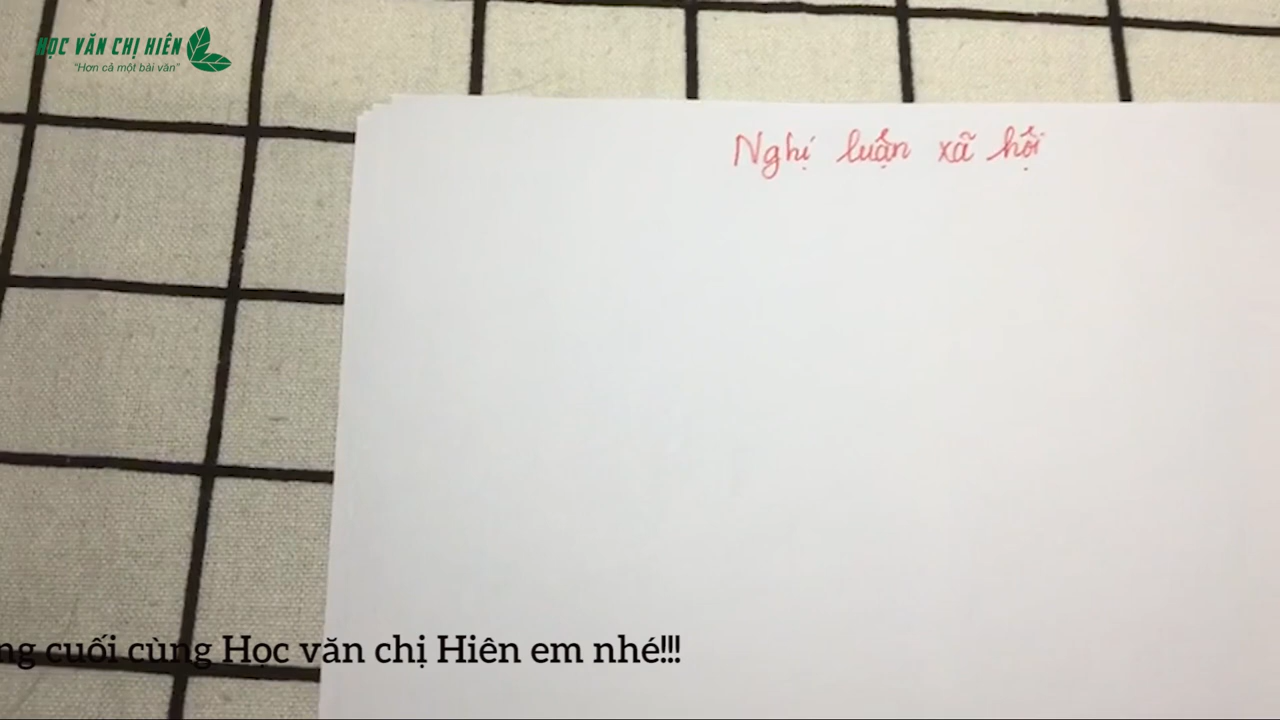 HỌC VĂN CHỊ HIÊN
"Hơn cả một bài văn"
Nghị luận xã hội
cuối cùng Học văn chị Hiên em nhé!!!